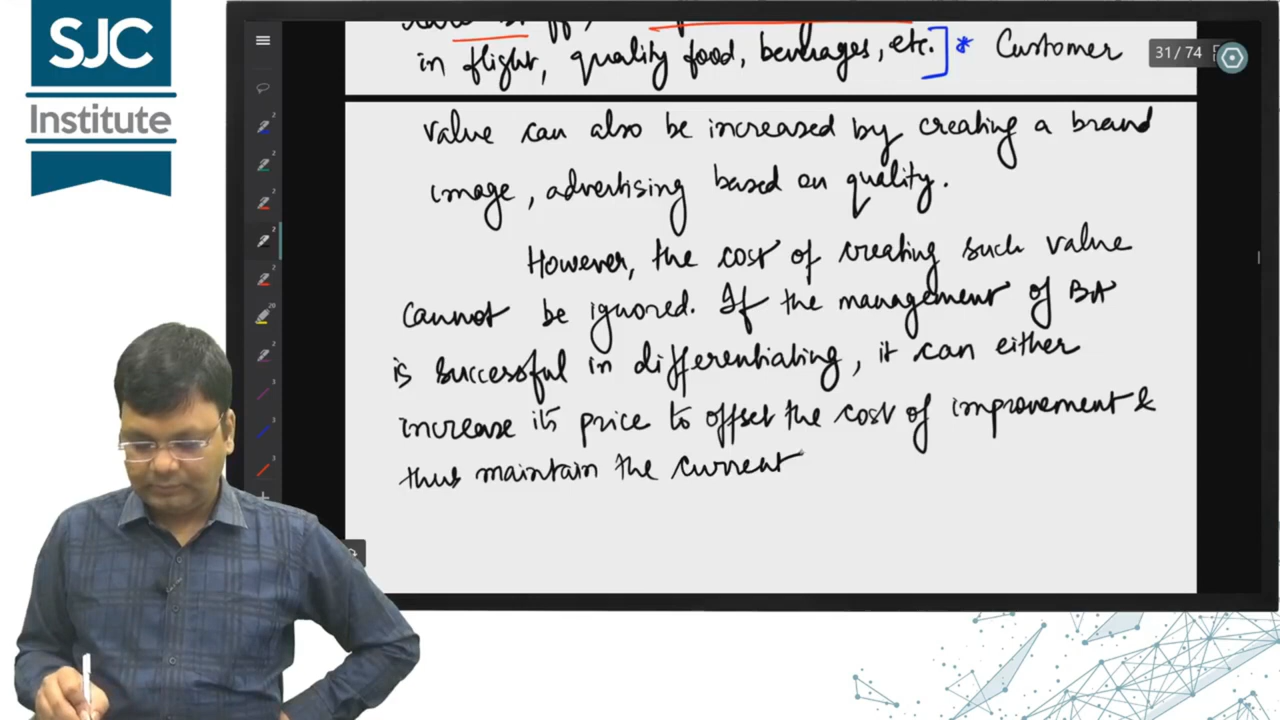 SJC
Institute
in flight, quality food, beverages, etc.] * Customer
31 / 74
value can also be increased by creating a brand
image, advertising based on quality.
However, the cost of creating such value
cannot be ignored. If the management of BA
is successful in differentiating, it can either
increase its price to offset the cost of improvement &
thus maintain the current